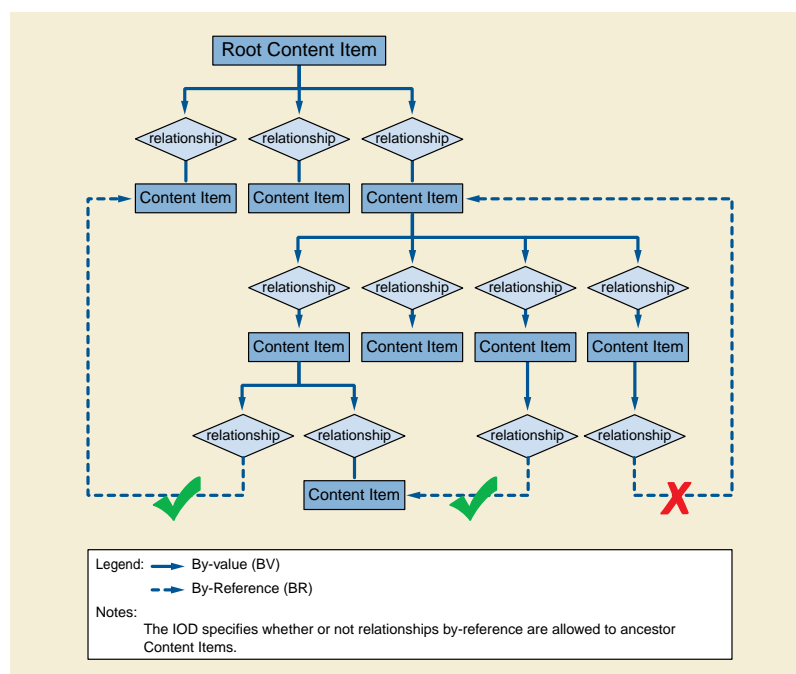 Root Content Item
relationship relationship relationship
Content Item Content Item Content Item
relationship relationship relationship relationship
Content Item Content Item Content Item Content Item
relationship relationship relationship relationship
Content Item
X
Legend: By-value (BV)
By-Reference (BR)
Notes:
The IOD specifies whether or not relationships by-reference are allowed to ancestor
Content Items.